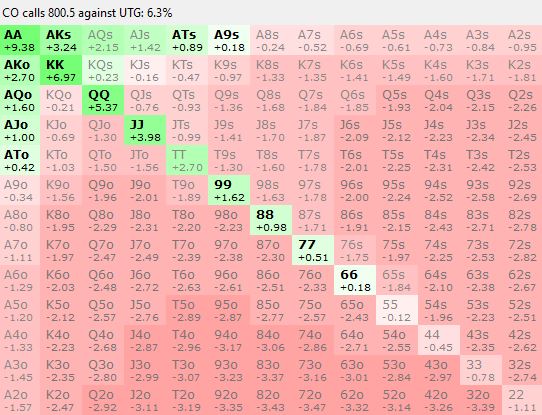 CO calls 800.5 against UTG: 6.3%
AA AKs AQs AJs ATs A9s A8s A7s A6s A5s A4s A3s A2s
+9.38 +3.24 +2.15 +1.42 +0.89 +0.18 -0.24 -0.52 -0.69 -0.61 -0.73 -0.84 -0.95
AKo KK KQs KJs KTs K9s K8s K7s K6s K5s K4s K3s K2s
+2.70 +6.97 +0.23 -0.16 -0.47 -0.97 -1.33 -1.35 -1.41 -1.49 -1.60 -1.71 -1.81
AQo KQo QQ QJs QTs Q9s Q8s Q7s Q6s Q5s Q4s Q3s Q2s
+1.60 -0.21 +5.37 -0.76 -0.93 -1.36 -1.68 -1.84 -1.85 -1.93 -2.04 -2.15 -2.26
AJo KJo QJo JJ JTs J9s J8s J7s J6s J5s J4s J3s J2s
+1.00 -0.69 -1.30 +3.98 -0.99 -1.41 -1.70 -1.87 -2.09 -2.12 -2.23 -2.34 -2.45
ATo KTo QTo JTo TT T9s T8s T7s T6s T5s T4s T3s T2s
+0.42 -1.03 -1.50 -1.56 +2.70 -1.30 -1.60 -1.78 -2.01 -2.25 -2.31 -2.42 -2.53
A9o K9o Q9o J9o T9o 99 98s 97s 96s 95s 94s 93s 92s
-0.34 -1.56 -1.96 -2.01 -1.89 +1.62 -1.63 -1.78 -2.00 -2.24 -2.52 -2.58 -2.69
A8o K8o Q8o J8o T8o 98o 88 87s 86s 85s 84s 83s 82s
-0.80 -1.95 -2.29 -2.31 -2.20 -2.23 +0.98 -1.71 -1.91 -2.15 -2.43 -2.71 -2.78
A7o K7o Q7o J7o T7o 97o 87o 77 76s 75s 74s 73s 72s
-1.11 -1.97 -2.47 -2.49 -2.39 -2.38 -2.30 +0.51 -1.75 -1.97 -2.25 -2.53 -2.82
A6o K6o Q6o J6o T6o 96o 86o 76o 66 65s 64s 63s 62s
-1.29 -2.03 -2.48 -2.72 -2.63 -2.61 -2.51 -2.33 +0.18 -1.84 -2.10 -2.38 -2.67
A5o K5o Q5o J5o T5o 95o 85o 75o 65o 55 54s 53s 52s
-1.20 -2.12 -2.57 -2.76 -2.89 -2.87 -2.77 -2.57 -2.43 -0.12 -1.96 -2.23 -2.51
A4o K4o Q4o J4o T4o 94o 84o 74o 64o 54o 44 43s 42s
-1.33 -2.23 -2.68 -2.87 -2.96 -3.17 -3.06 -2.86 -2.71 -2.55 -0.45 -2.35 -2.62
A3o K3o Q3o J3o T3o 93o 83o 73o 63o 53o 43o 33 32s
-1.45 -2.35 -2.80 -2.99 -3.07 -3.23 -3.37 -3.16 -3.01 -2.84 -2.97 -0.78 -2.74
A2o K2o Q2o J2o T2o 92o 82o 72o 62o 52o 42o 32o 22
-1.57 -2.47 -2.92 -3.11 -3.19 -3.35 -3.44 -3.47 -3.32 -3.14 -3.26 -3.39 -1.11